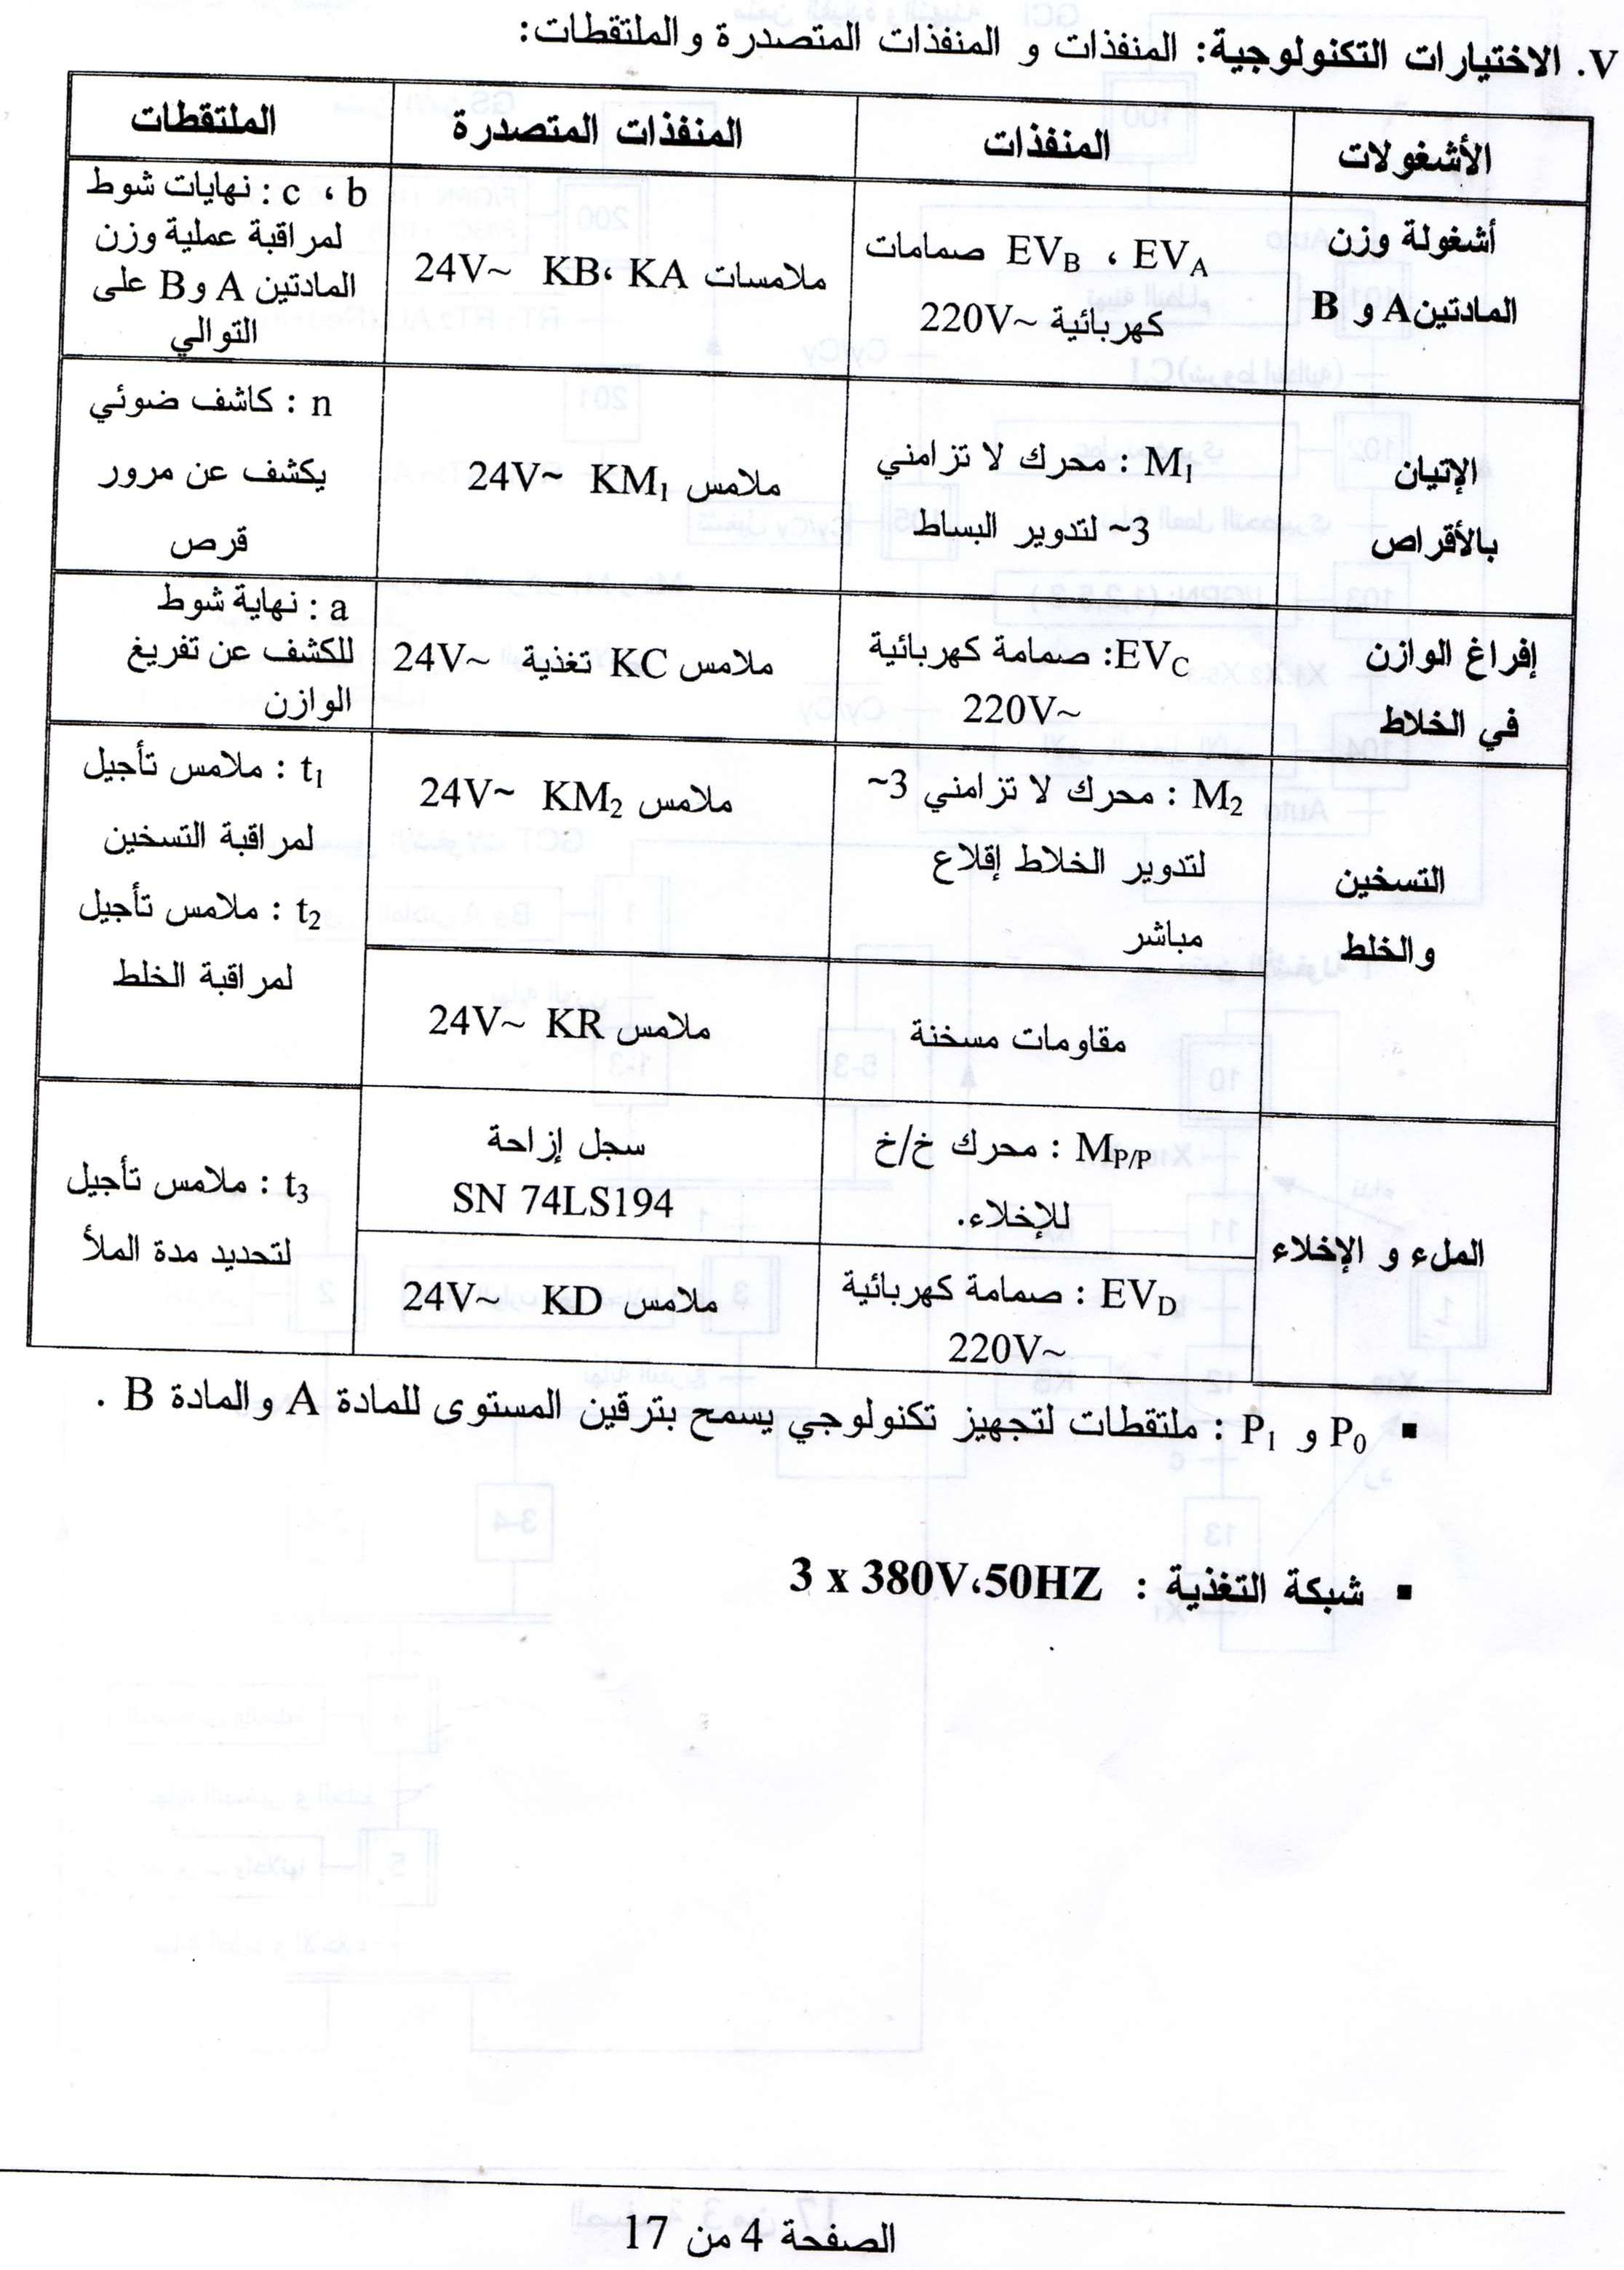 V. الاختيارات التكنولوجية: المنفذات و المنفذات المتصدرة والملتقطات:
الأشغولات
المنفذات
المنفذات المتصدرة
الملتقطات
أشغولة وزن
المادتينA و B
EVB ، EVA صمامات
كهربائية ~220V
ملامسات KB، KA ~24V
c ، b : نهايات شوط
لمراقبة عملية وزن
المادتين A وB على
التوالي
الإتيان
بالأقراص
M1 : محرك لا تزامني
3~ لتدوير البساط
ملامس KM1 ~24V
n : كاشف ضوئي
يكشف عن مرور
قرص
إفراغ الوازن
في الخلاط
EVC: صمامة كهربائية
220V~
ملامس KC تغذية ~24V
a : نهاية شوط
للكشف عن تفريغ
الوازن
التسخين
والخلط
M2 : محرك لا تزامني 3~
لتدوير الخلاط إقلاع
مباشر
ملامس KM2 ~24V
t1 : ملامس تأجيل
لمراقبة التسخين
t2 : ملامس تأجيل
لمراقبة الخلط
مقاومات مسخنة
ملامس KR ~24V
الملء و الإخلاء
MP/P : محرك خ/خ
للإخلاء.
سجل إزاحة
SN 74LS194
t3 : ملامس تأجيل
لتحديد مدة الملأ
EVD : صمامة كهربائية
220V~
ملامس KD ~24V
▪ P0 و P1 : ملتقطات لتجهيز تكنولوجي يسمح بترقين المستوى للمادة A والمادة B .
▪ شبكة التغذية : 3 x 380V،50HZ
الصفحة 4 من 17